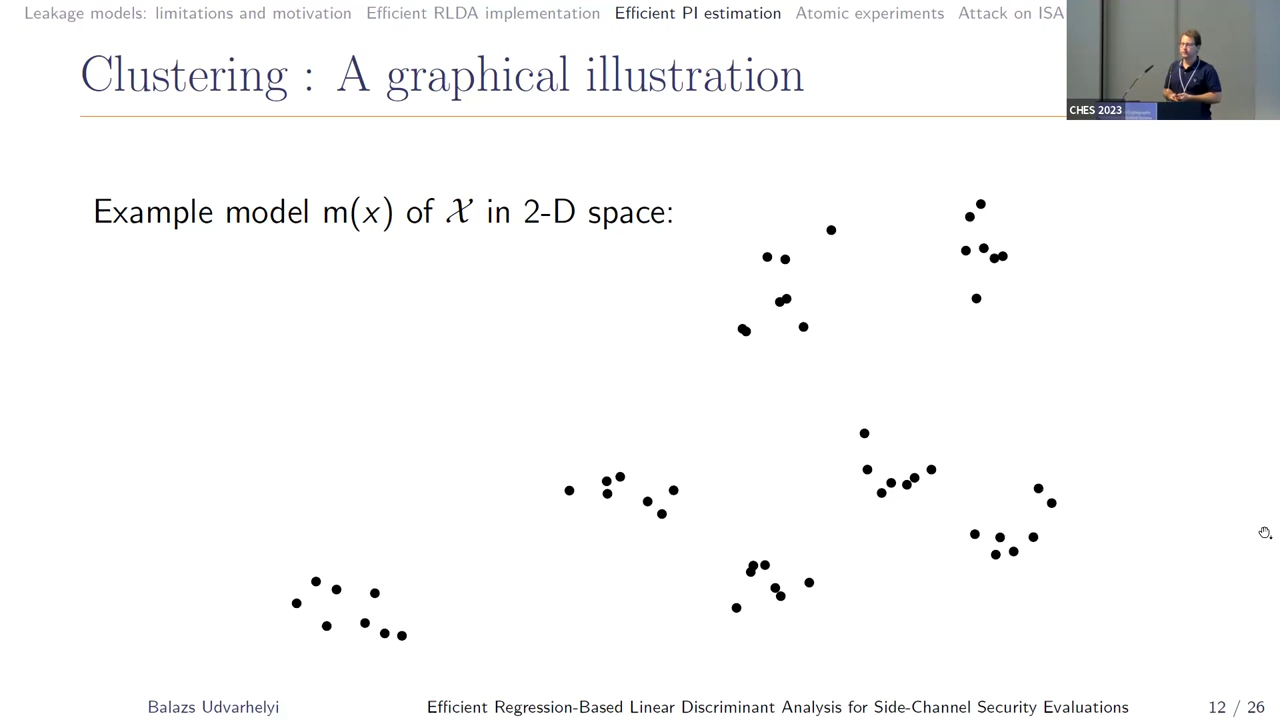 Leakage models: limitations and motivation Efficient RLDA implementation Efficient PI estimation Atomic experiments Attack on ISA
Clustering : A graphical illustration
CHES 2023
Example model m(x) of 𝒳 in 2-D space:
Balazs Udvarhelyi Efficient Regression-Based Linear Discriminant Analysis for Side-Channel Security Evaluations 12 / 26